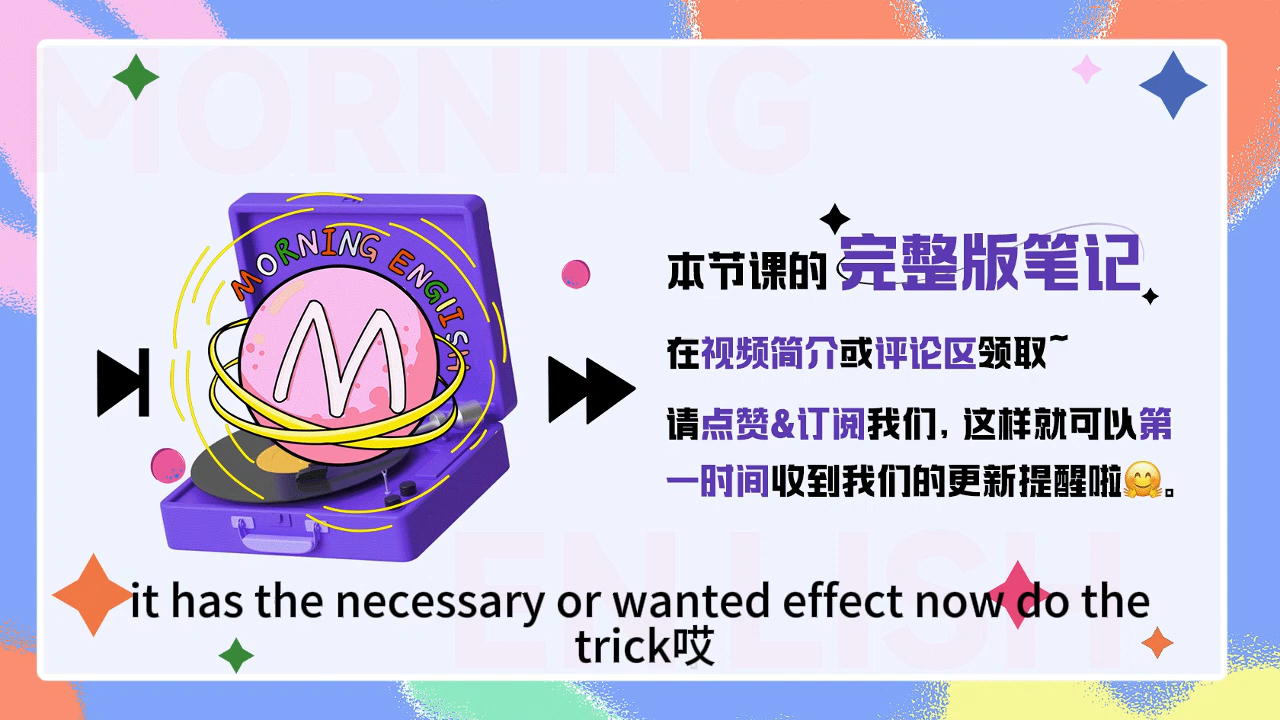 MORNING
MORNING ENGlISH
M
本节课的完整版笔记
在视频简介或评论区领取~
请点赞&订阅我们，这样就可以第
一时间收到我们的更新提醒啦🤗。
ENLISH
it has the necessary or wanted effect now do the
trick哎